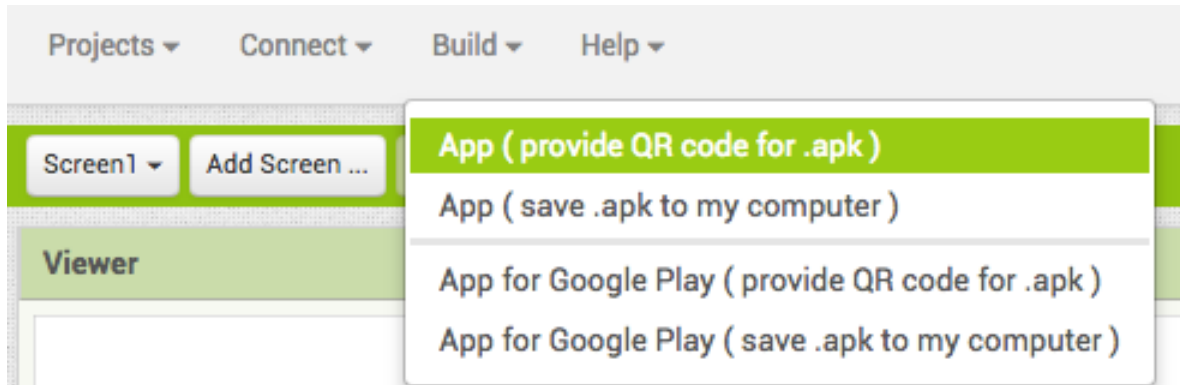 Projects Connect Build Help
Screen1 Add Screen ...
App ( provide QR code for .apk )
App ( save .apk to my computer )
App for Google Play ( provide QR code for .apk )
App for Google Play ( save .apk to my computer )
Viewer